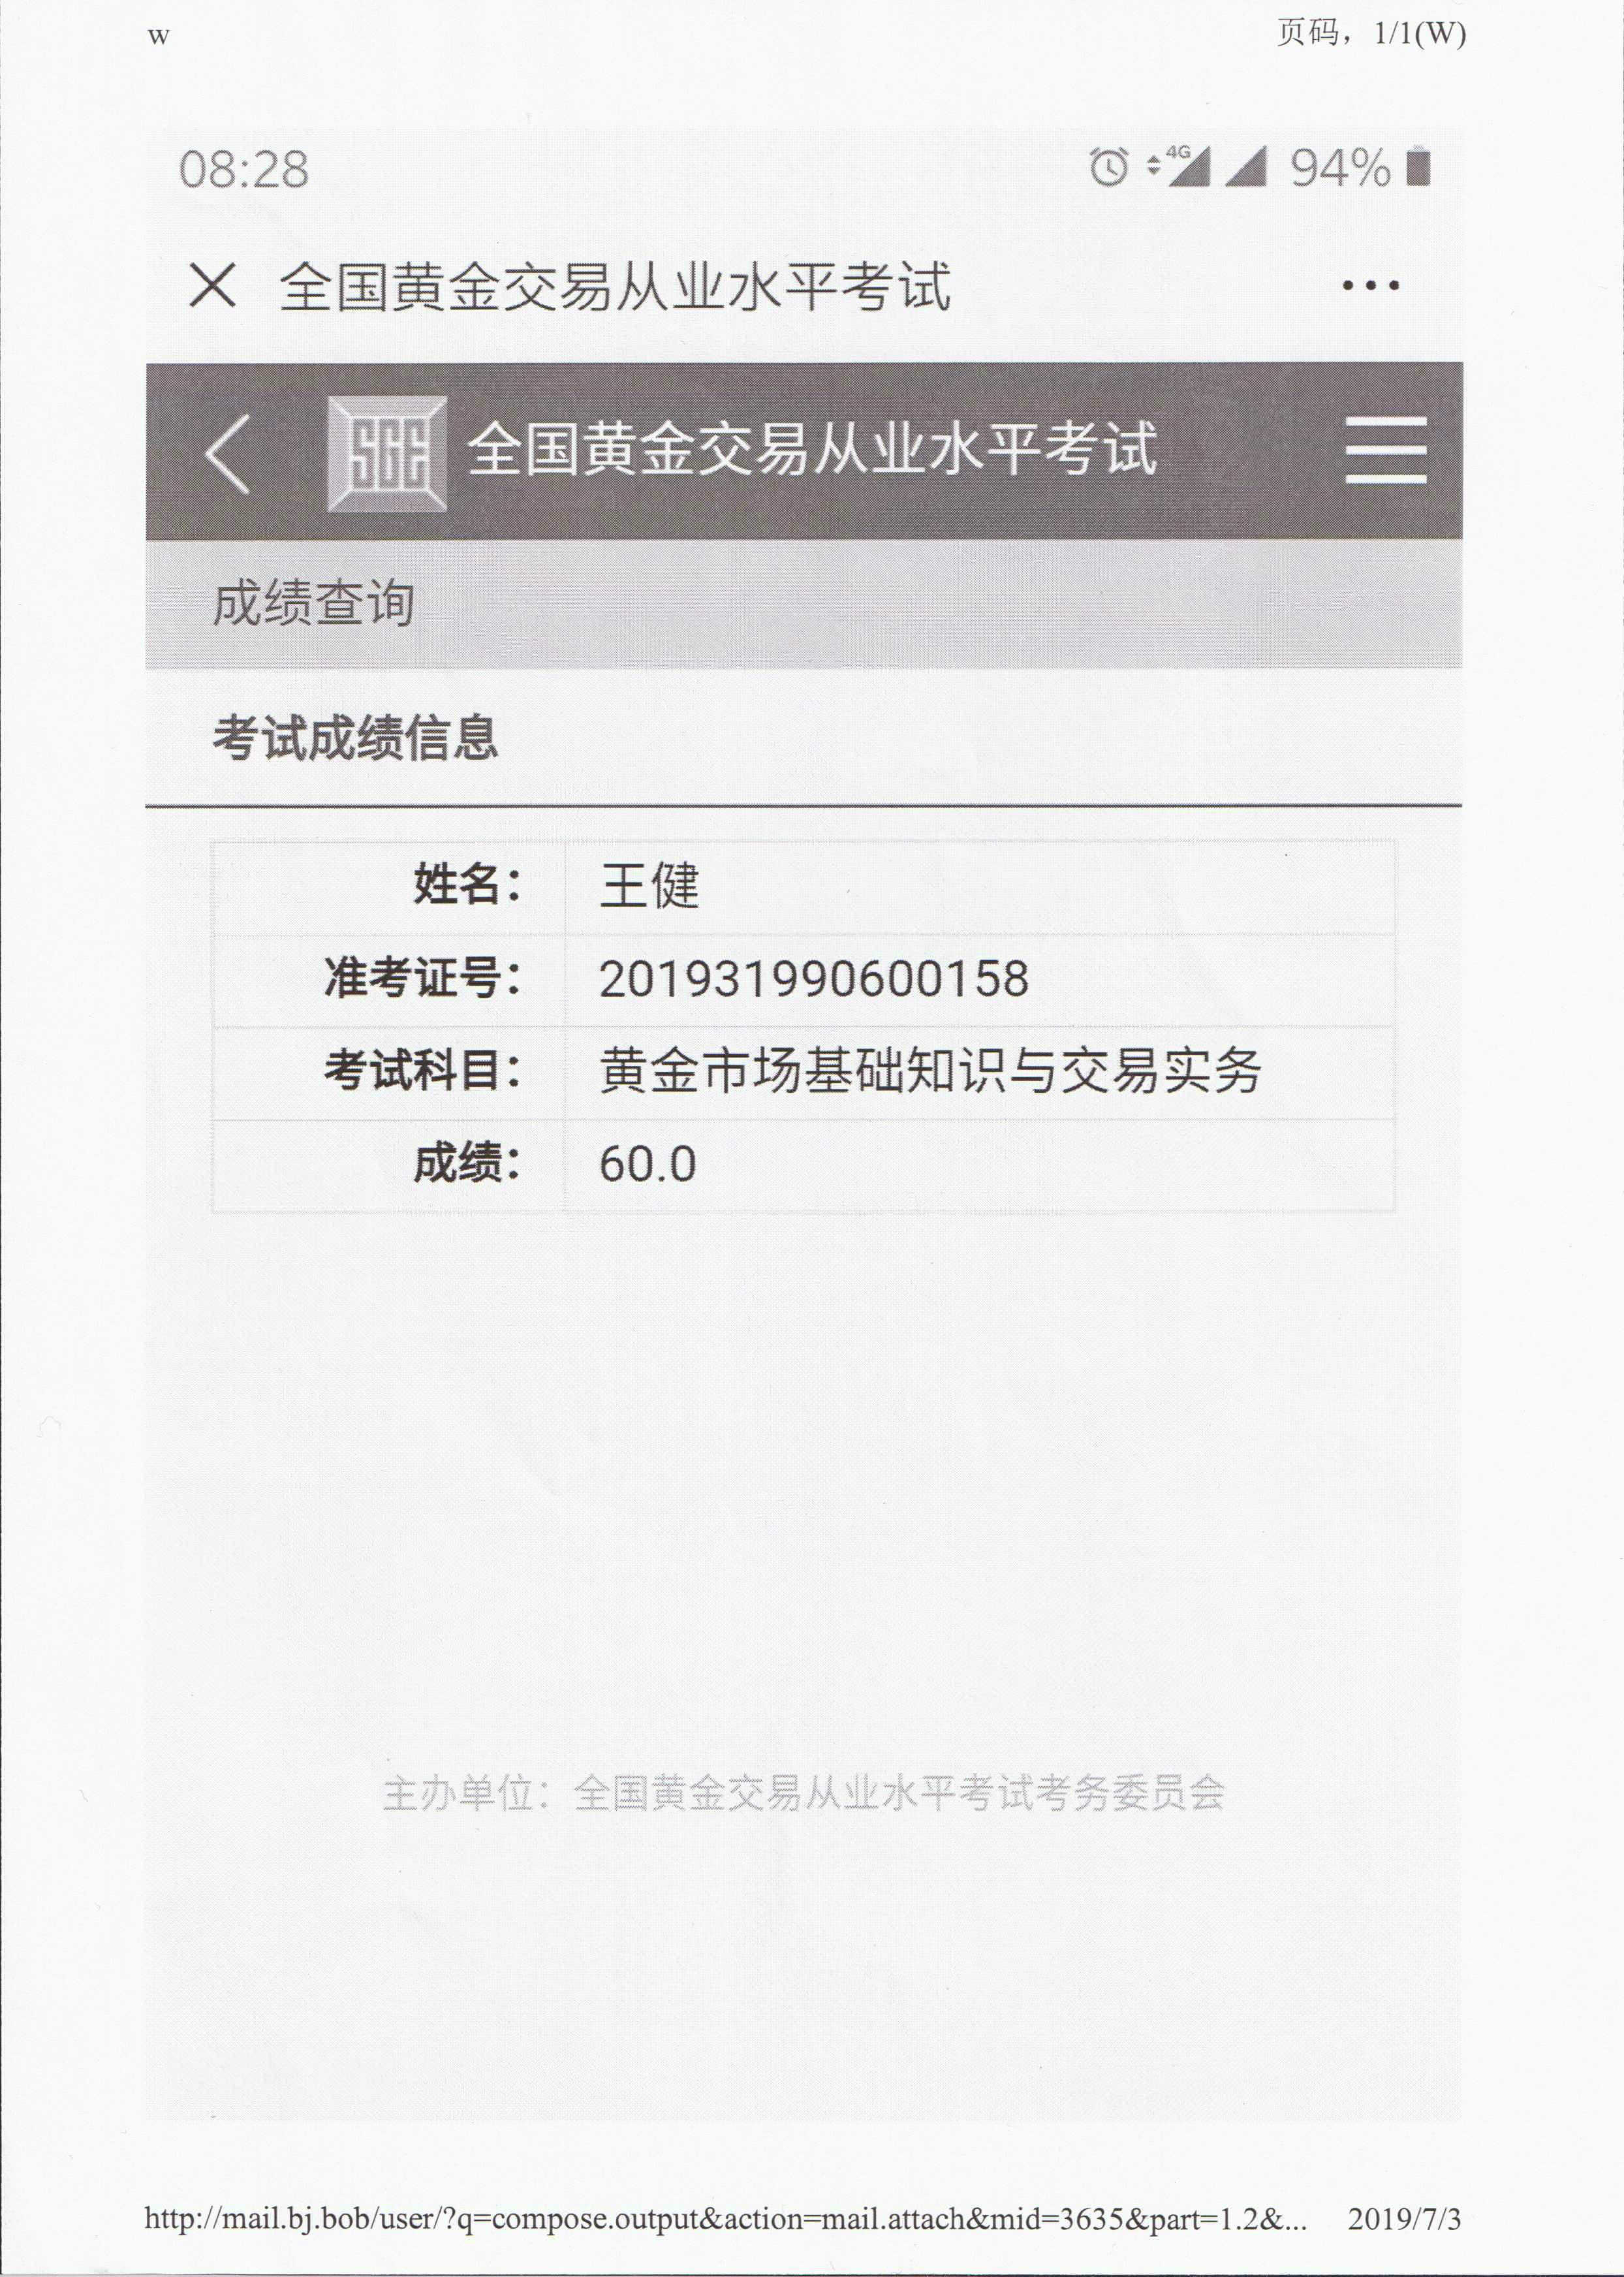 w 页码，1/1(W)
08:28 4G 94%
全国黄金交易从业水平考试
SGE 全国黄金交易从业水平考试
成绩查询
考试成绩信息
姓名： 王健
准考证号： 201931990600158
考试科目： 黄金市场基础知识与交易实务
成绩： 60.0
主办单位：全国黄金交易从业水平考试考务委员会
http://mail.bj.bob/user/?q=compose.output&action=mail.attach&mid=3635&part=1.2&... 2019/7/3